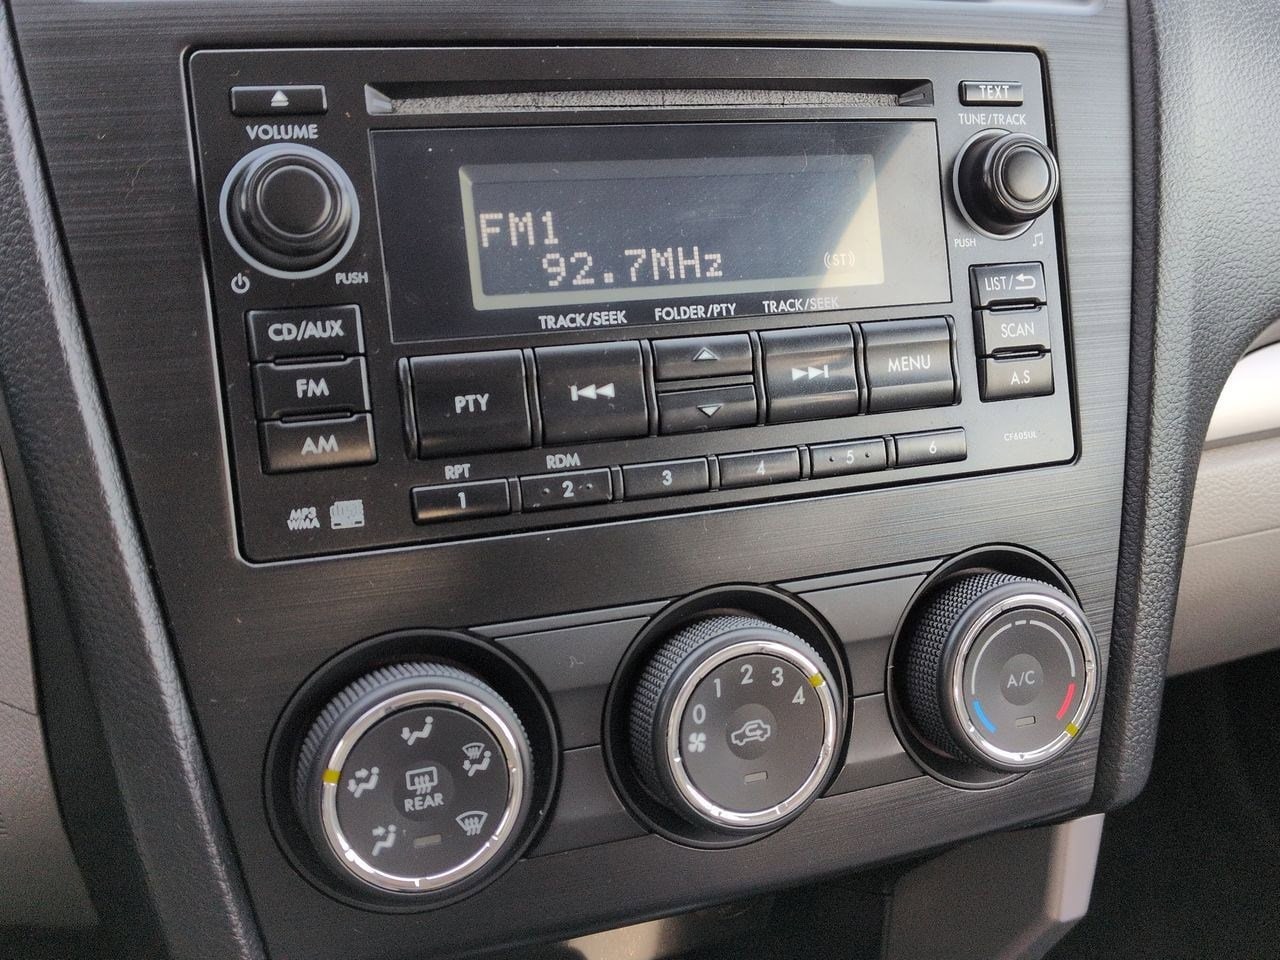 TEXT
VOLUME
TUNE/TRACK
FM1
92.7MHz
(ST)
PUSH
PUSH
LIST/
TRACK/SEEK
FOLDER/PTY
TRACK/SEEK
CD/AUX
SCAN
PTY
MENU
FM
A.S
AM
CF605UL
RPT
RDM
1
2
3
4
5
6
MP3
WMA
0
1
2
3
4
A/C
REAR